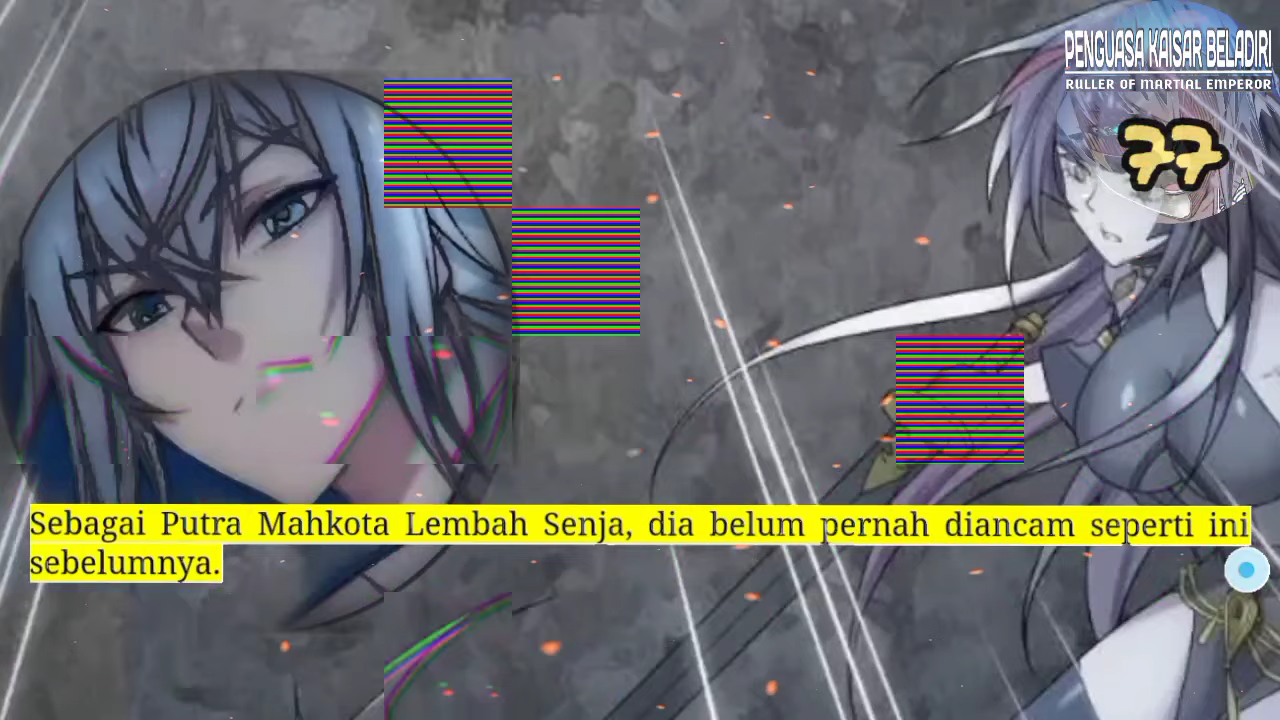 PENGUASA KAISAR BELADIRI
RULLER OF MARTIAL EMPEROR
77
Sebagai Putra Mahkota Lembah Senja, dia belum pernah diancam seperti ini
sebelumnya.